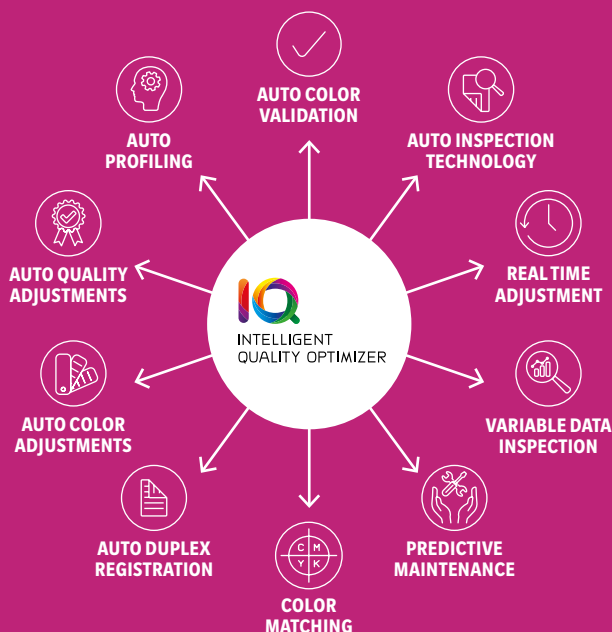 AUTO COLOR
VALIDATION
AUTO
PROFILING
AUTO INSPECTION
TECHNOLOGY
AUTO QUALITY
ADJUSTMENTS
REAL TIME
ADJUSTMENT
IQ
INTELLIGENT
QUALITY OPTIMIZER
AUTO COLOR
ADJUSTMENTS
VARIABLE DATA
INSPECTION
AUTO DUPLEX
REGISTRATION
C M
Y K
PREDICTIVE
MAINTENANCE
COLOR
MATCHING